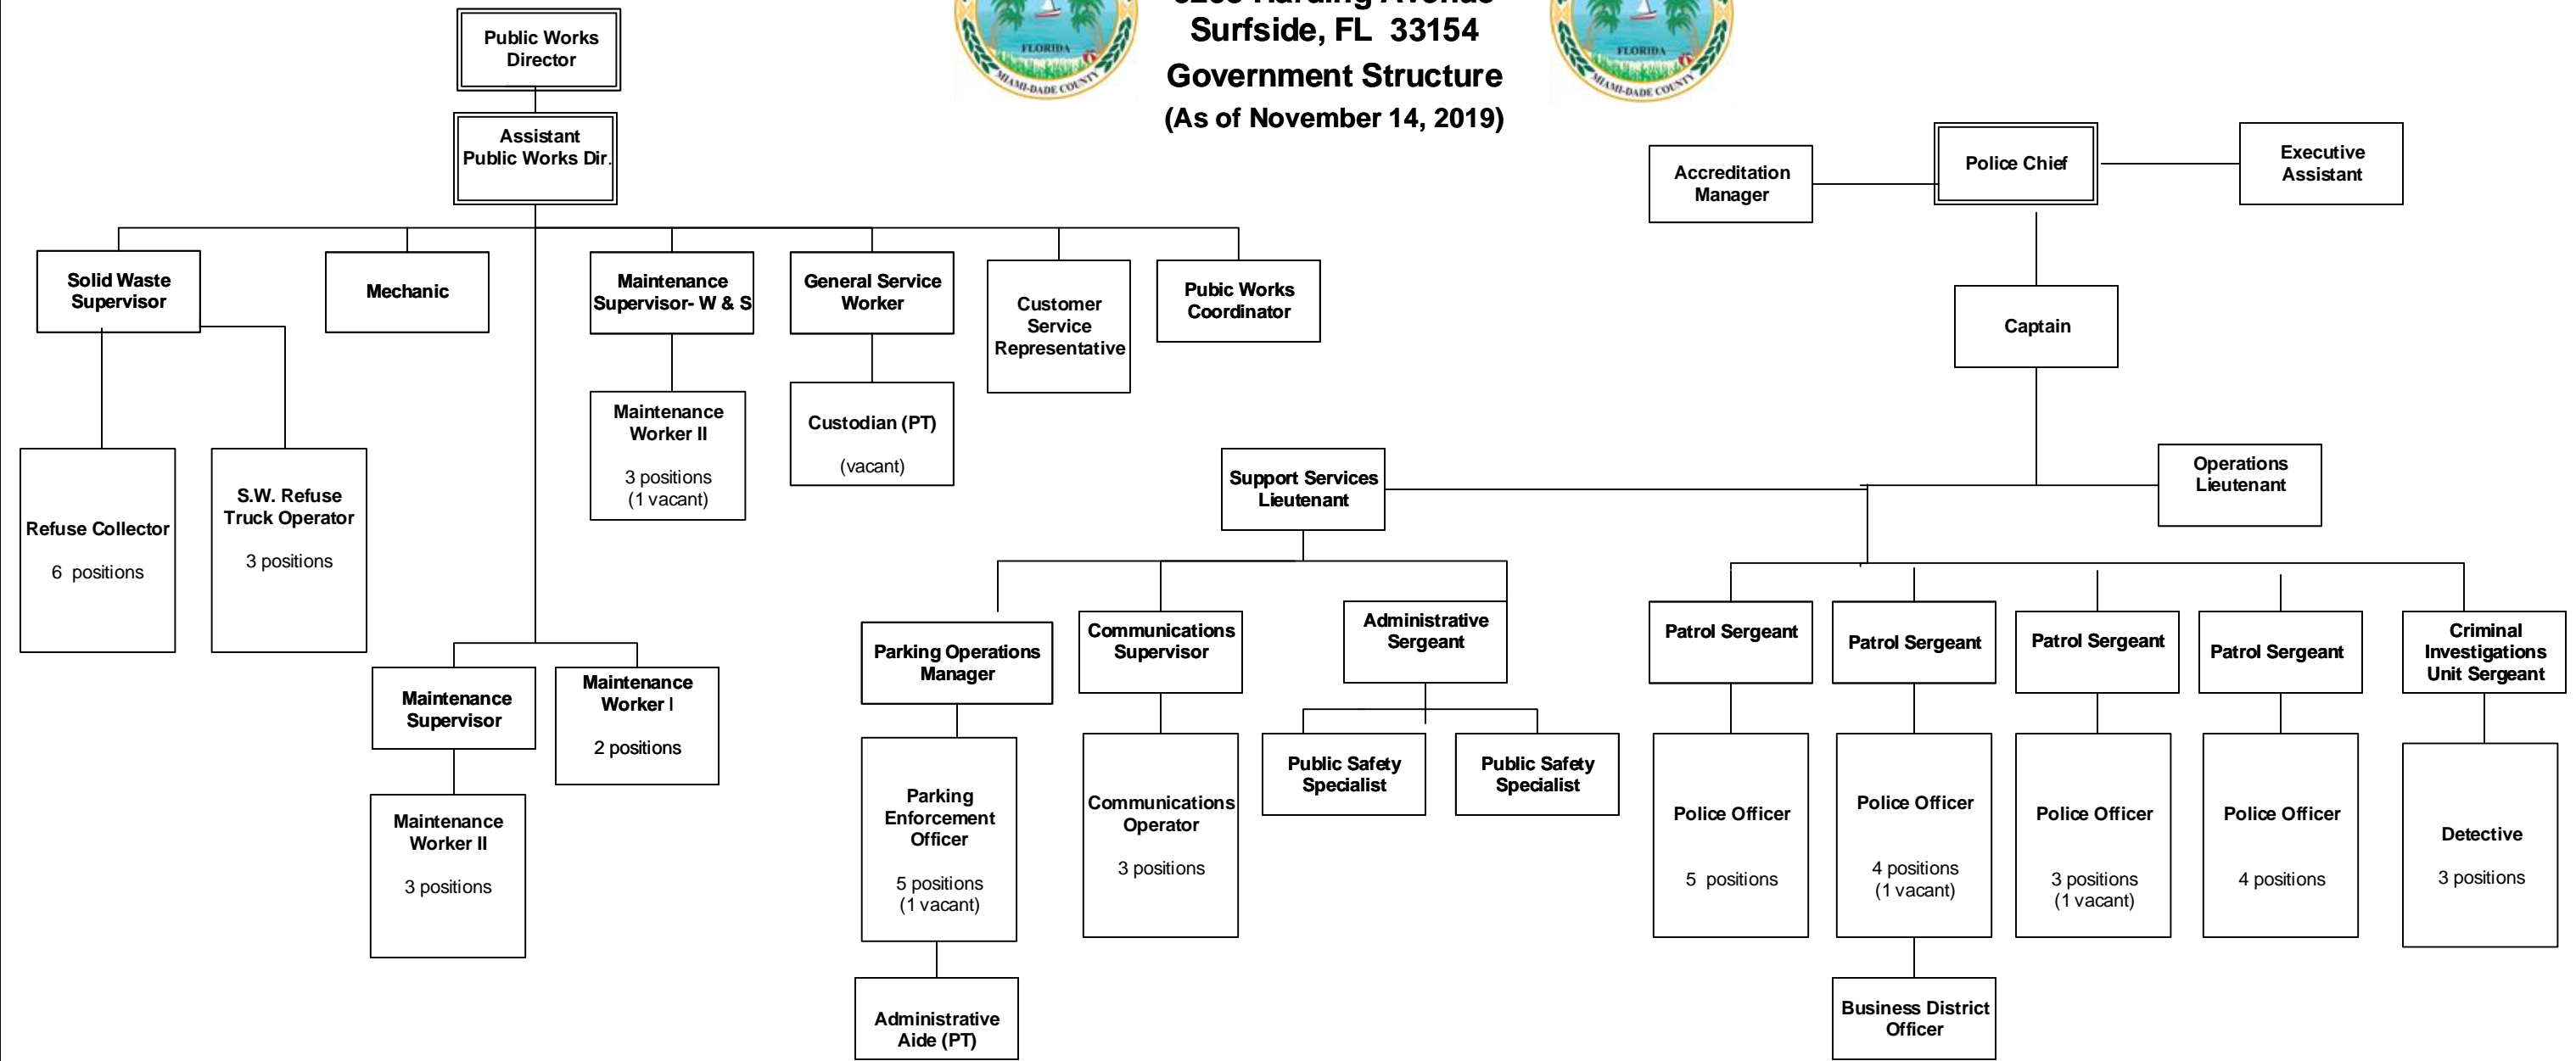 Surfside, FL 33154
Government Structure
(As of November 14, 2019)
FLORIDA
MIAMI-DADE COUNTY
FLORIDA
MIAMI-DADE COUNTY
Public Works
Director
Assistant
Public Works Dir.
Solid Waste
Supervisor
Mechanic
Maintenance
Supervisor- W & S
General Service
Worker
Customer
Service
Representative
Pubic Works
Coordinator
Maintenance
Worker II
3 positions
(1 vacant)
Custodian (PT)
(vacant)
Refuse Collector
6 positions
S.W. Refuse
Truck Operator
3 positions
Maintenance
Supervisor
Maintenance
Worker I
2 positions
Maintenance
Worker II
3 positions
Accreditation
Manager
Police Chief
Executive
Assistant
Captain
Support Services
Lieutenant
Operations
Lieutenant
Parking Operations
Manager
Communications
Supervisor
Administrative
Sergeant
Patrol Sergeant
Patrol Sergeant
Patrol Sergeant
Patrol Sergeant
Criminal
Investigations
Unit Sergeant
Parking
Enforcement
Officer
5 positions
(1 vacant)
Communications
Operator
3 positions
Public Safety
Specialist
Public Safety
Specialist
Police Officer
5 positions
Police Officer
4 positions
(1 vacant)
Police Officer
3 positions
(1 vacant)
Police Officer
4 positions
Detective
3 positions
Administrative
Aide (PT)
Business District
Officer